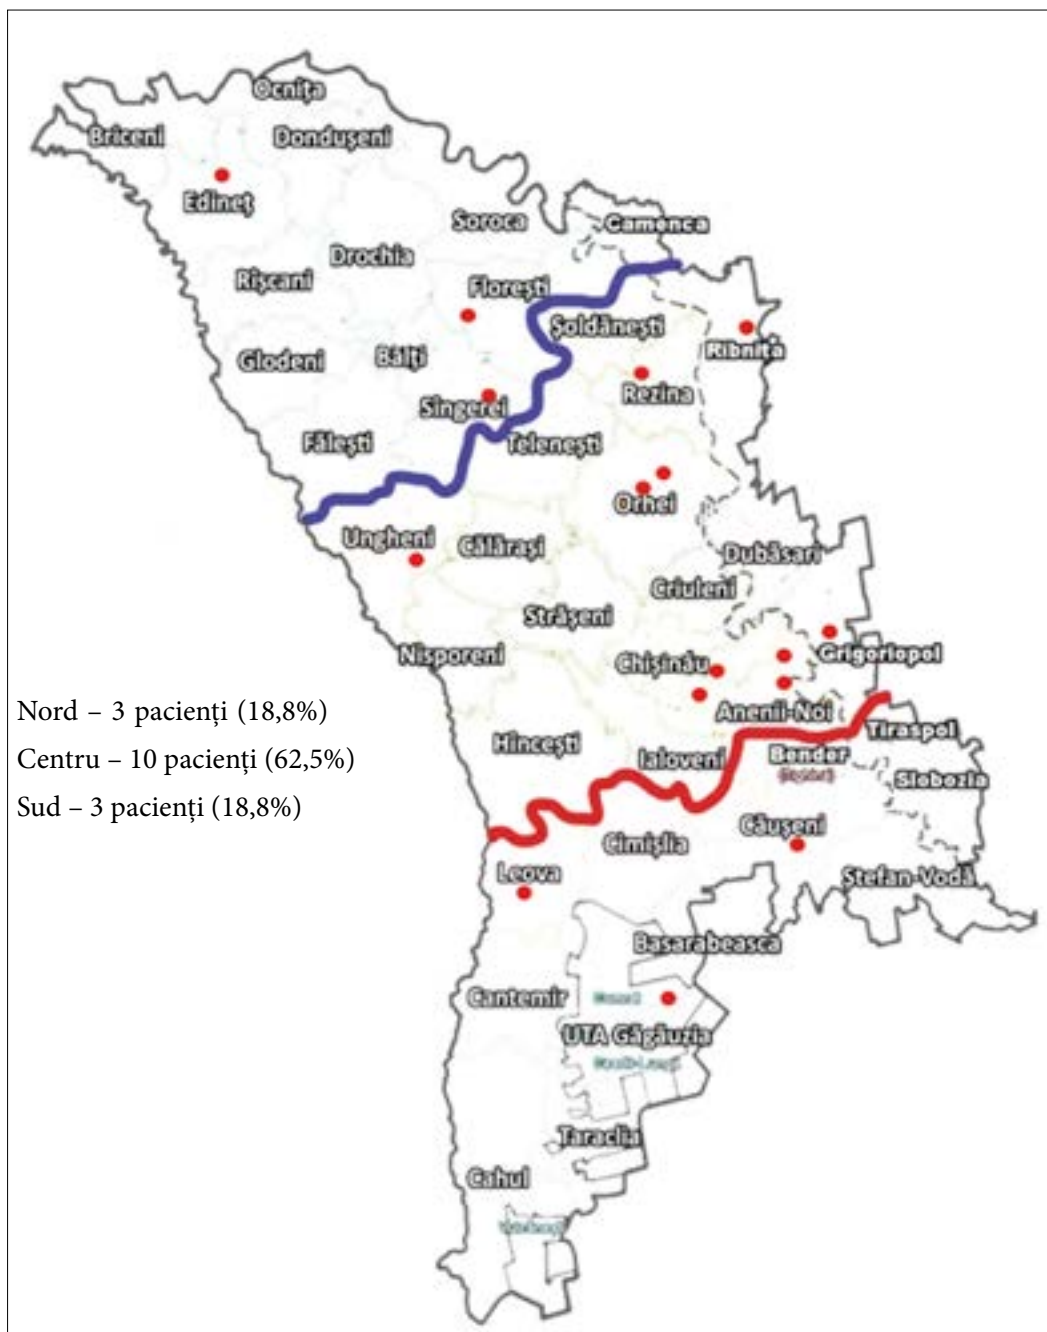 Ocnița
Briceni
Dondușeni
Edineț
Soroca
Camenca
Drochia
Rîșcani
Florești
Șoldănești
Rîbnița
Glodeni
Bălți
Rezina
Sîngerei
Fălești
Telenești
Orhei
Ungheni
Călărași
Dubăsari
Criuleni
Strășeni
Nisporeni
Chișinău
Grigoriopol
Nord – 3 pacienți (18,8%)
Anenii-Noi
Tiraspol
Hîncești
Centru – 10 pacienți (62,5%)
Ialoveni
Bender
Slobozia
Sud – 3 pacienți (18,8%)
Căușeni
Cimișlia
Leova
Ștefan-Vodă
Basarabeasca
Cantemir
UTA Găgăuzia
Taraclia
Cahul